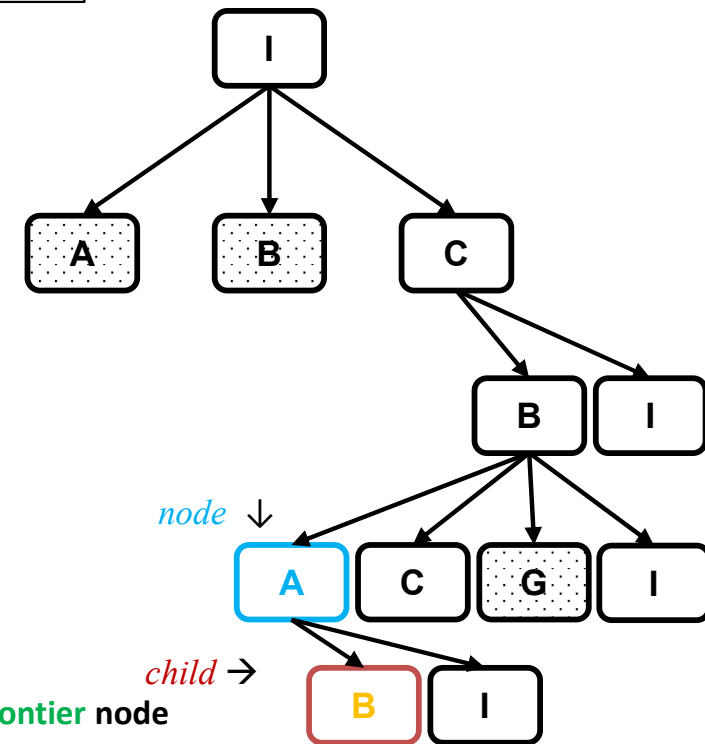 I
A B C
B I
node ↓
A C G I
child →
B I
ontier node